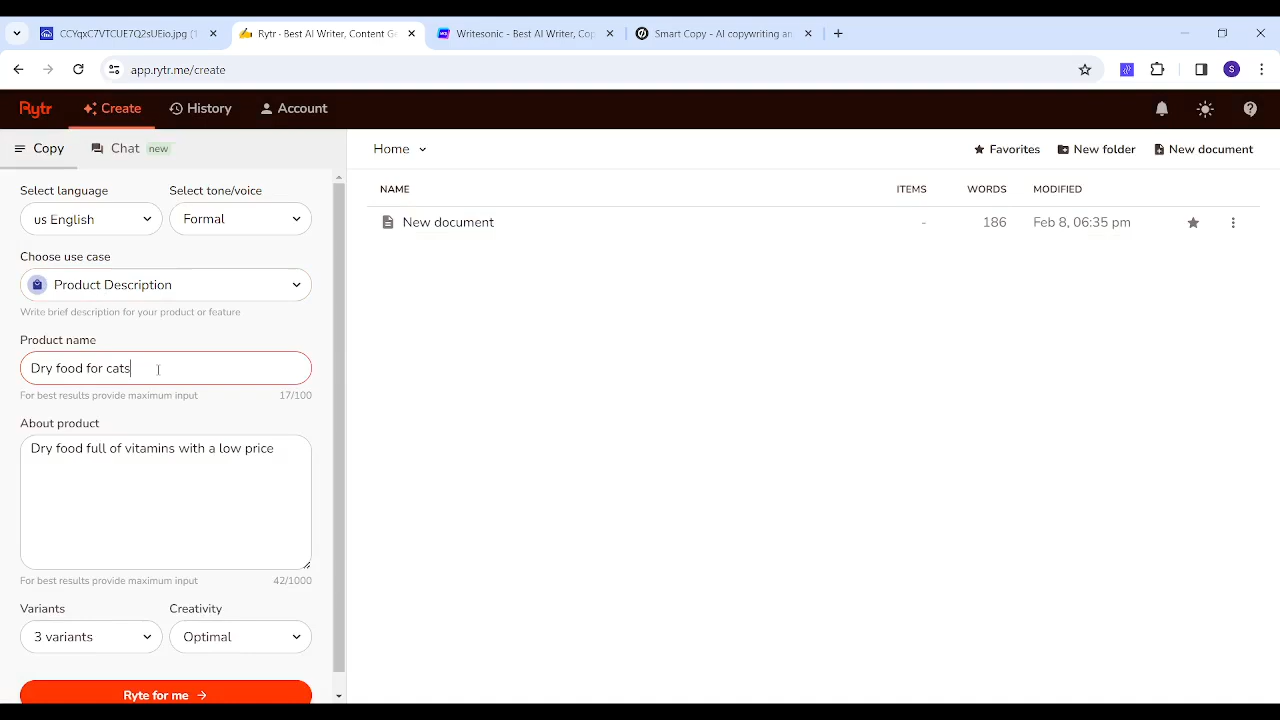 CCYqxC7VTCUF7Q2sUEio.jpg (1
Rytr - Best AI Writer, Content Ge
Writesonic - Best AI Writer, Cop
Smart Copy - AI copywriting an
app.rytr.me/create
S
Rytr
Create
History
Account
Copy
Chat new
Home
Favorites
New folder
New document
Select language
Select tone/voice
us English
Formal
NAME
ITEMS
WORDS
MODIFIED
New document
-
186
Feb 8, 06:35 pm
Choose use case
Product Description
Write brief description for your product or feature
Product name
Dry food for cats
For best results provide maximum input
17/100
About product
Dry food full of vitamins with a low price
For best results provide maximum input
42/1000
Variants
Creativity
3 variants
Optimal
Ryte for me →